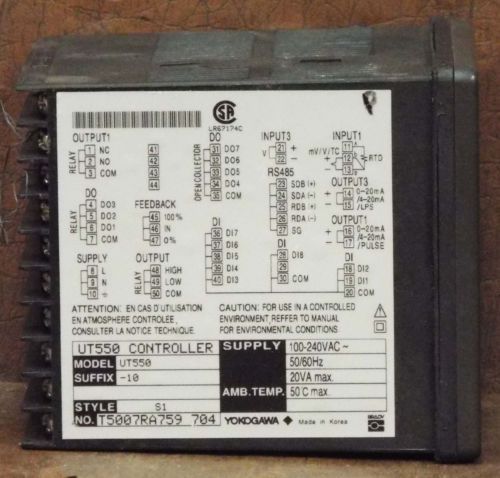 LR67174C
OUTPUT1
RELAY
1 NC
2 NO
3 COM
41
42
43
44
DO
OPEN COLLECTOR
31 DO7
32 DO6
33 DO5
34 DO4
35 COM
INPUT3
V
21 +
22 -
INPUT1
mV/V/TC
11
12
13
RTD
RS485
23 SDB (+)
24 SDA (-)
25 RDB (+)
26 RDA (-)
27 SG
OUTPUT3
+ 14 0-20mA
- 15 /4-20mA
/LPS
OUTPUT1
+ 16 0-20mA
- 17 /4-20mA
/PULSE
DO
RELAY
4 DO3
5 DO2
6 DO1
7 COM
FEEDBACK
45 100%
46 IN
47 0%
DI
36 DI7
37 DI6
38 DI5
39 DI4
40 DI3
DI
28 DI8
29
30 COM
DI
18 DI2
19 DI1
20 COM
SUPPLY
8 L
9 N
10
OUTPUT
RELAY
48 HIGH
49 LOW
50 COM
ATTENTION: EN CAS D'UTILISATION
EN ATMOSPHERE CONTROLEE,
CONSULTER LA NOTICE TECHNIQUE.
CAUTION: FOR USE IN A CONTROLLED
ENVIRONMENT, REFER TO MANUAL
FOR ENVIRONMENTAL CONDITIONS.
UT550 CONTROLLER
MODEL UT550
SUFFIX -10
STYLE S1
NO. T5007RA759 704
SUPPLY 100-240VAC ~
50/60Hz
20VA max.
AMB.TEMP. 50°C max.
YOKOGAWA Made in Korea
BRADY